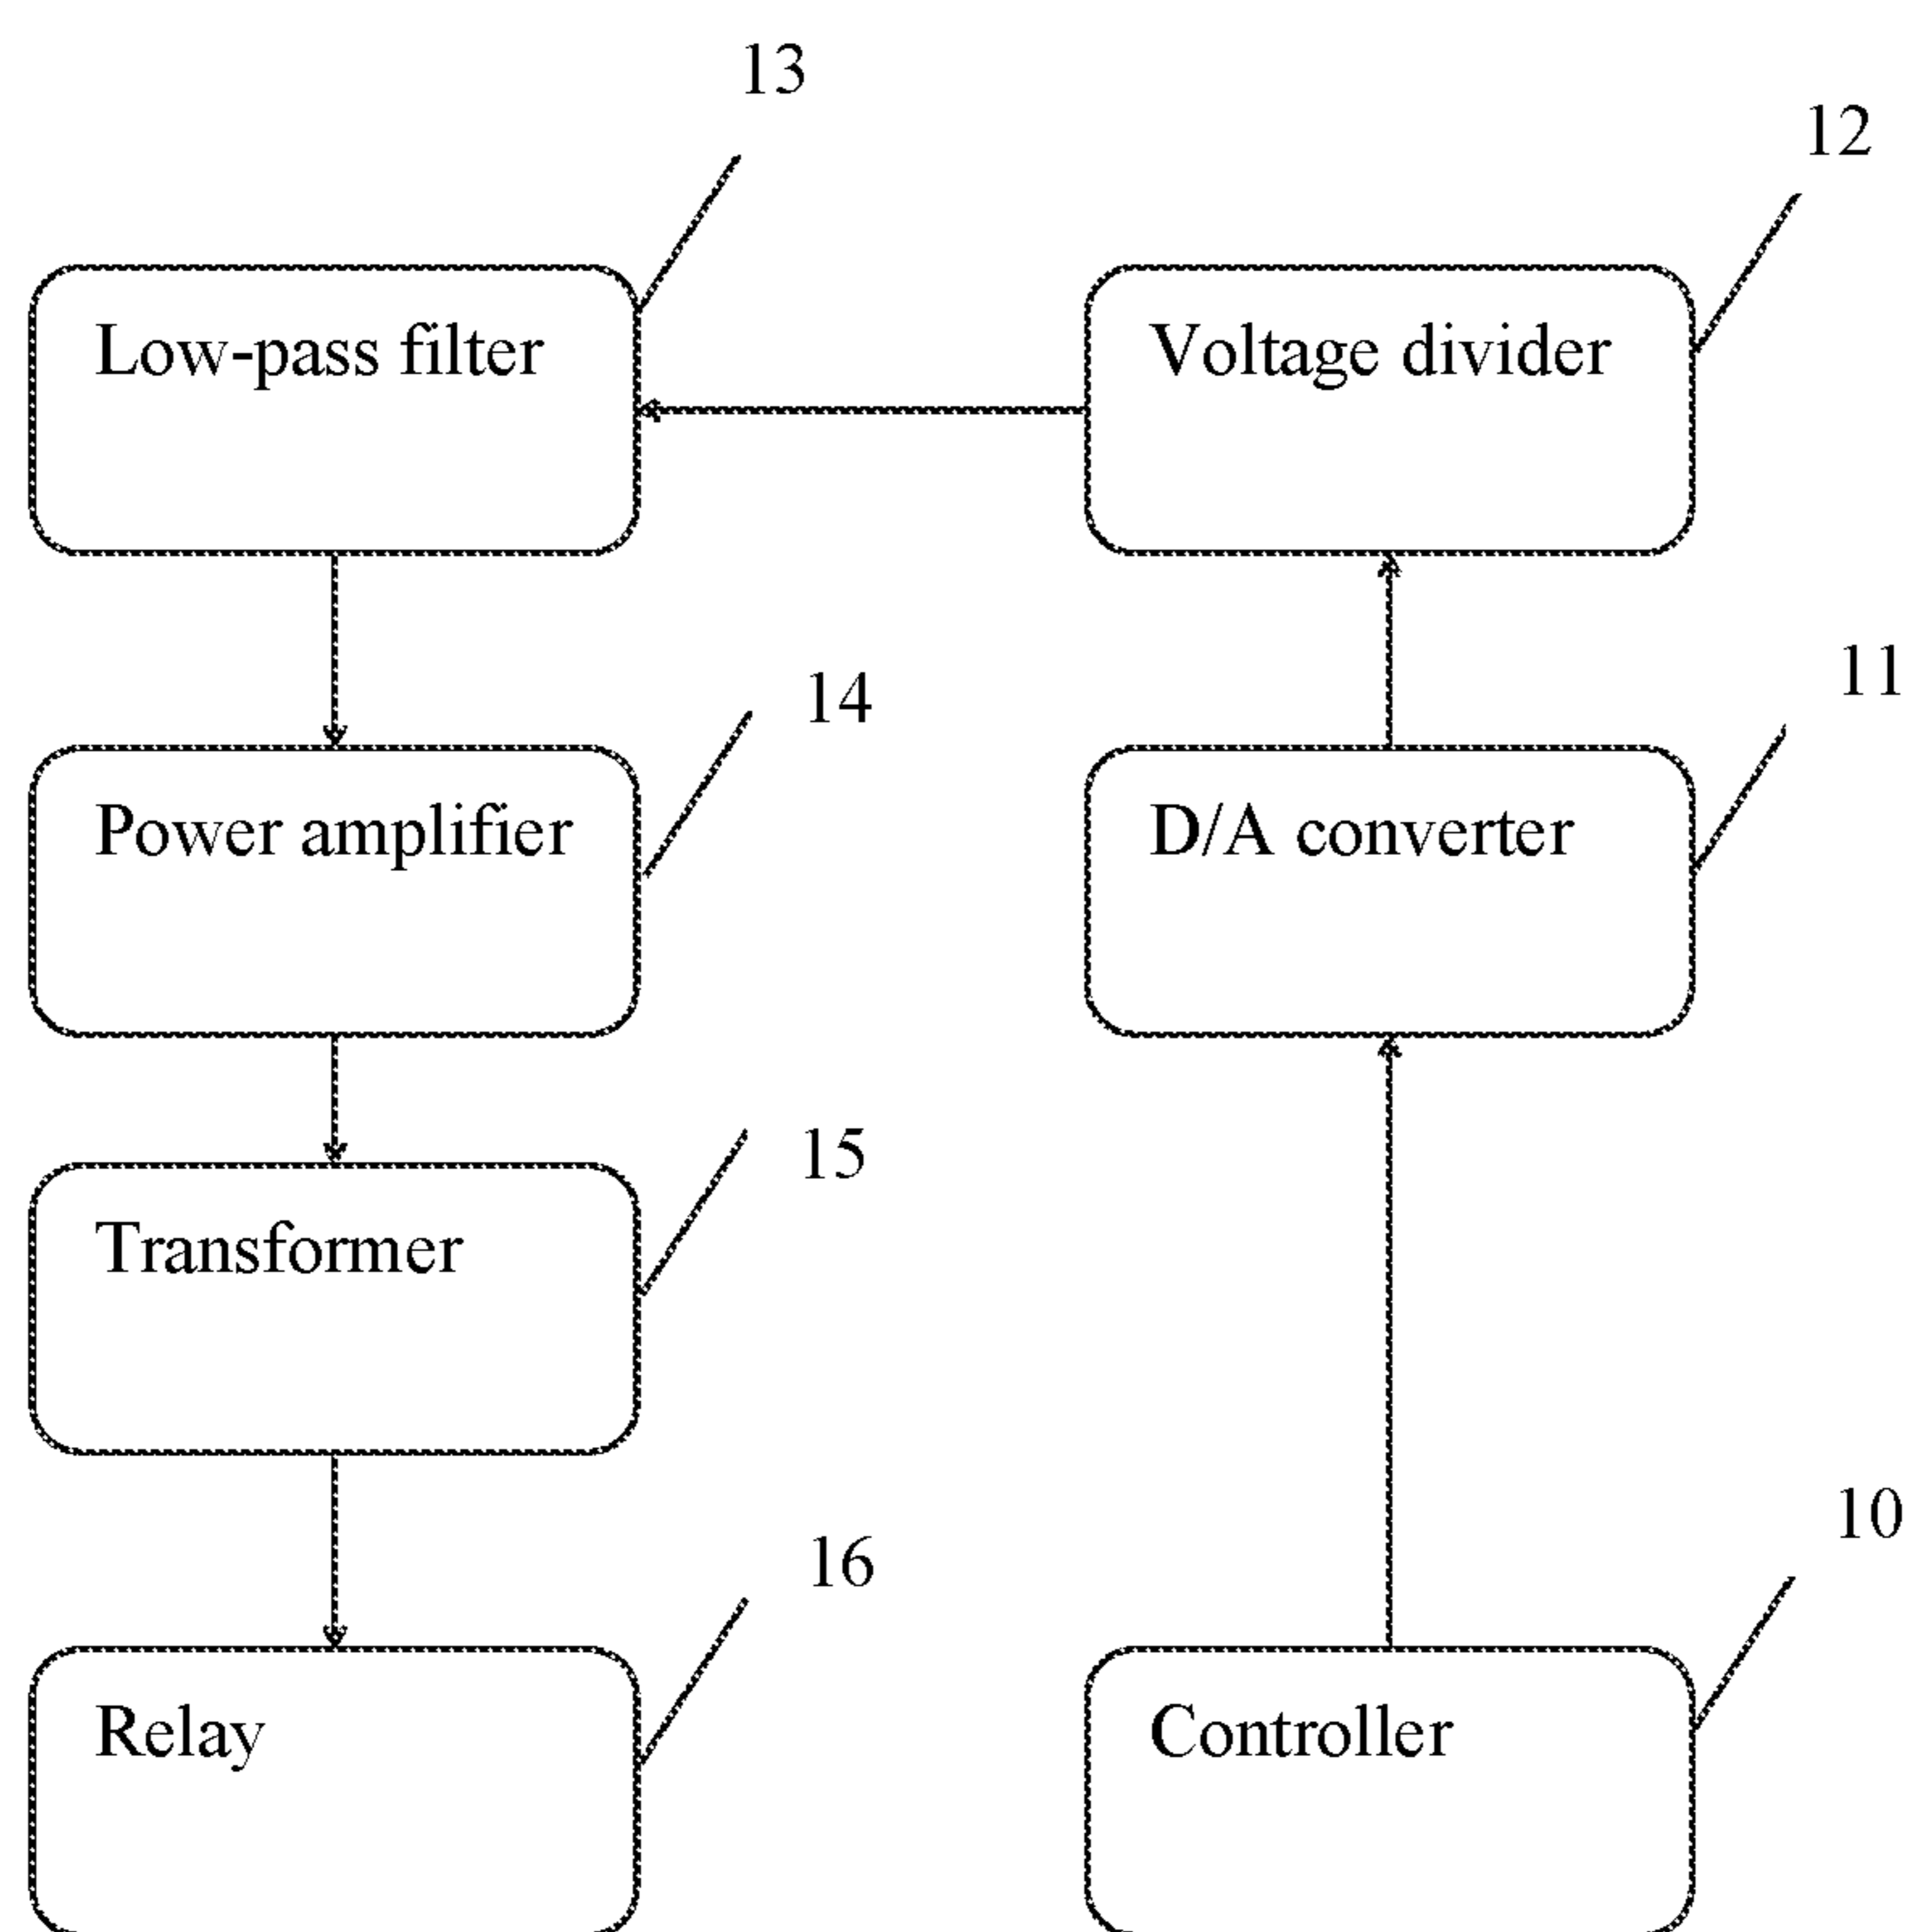 13
12
Low-pass filter
Voltage divider
14
11
Power amplifier
D/A converter
15
Transformer
16
10
Relay
Controller